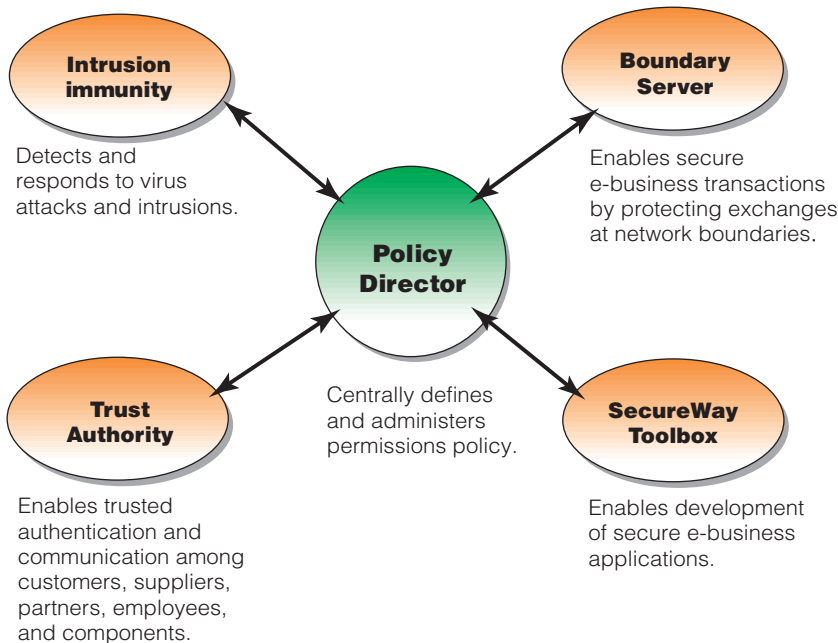 Intrusion
immunity
Detects and
responds to virus
attacks and intrusions.
Boundary
Server
Enables secure
e-business transactions
by protecting exchanges
at network boundaries.
Policy
Director
Centrally defines
and administers
permissions policy.
Trust
Authority
Enables trusted
authentication and
communication among
customers, suppliers,
partners, employees,
and components.
SecureWay
Toolbox
Enables development
of secure e-business
applications.